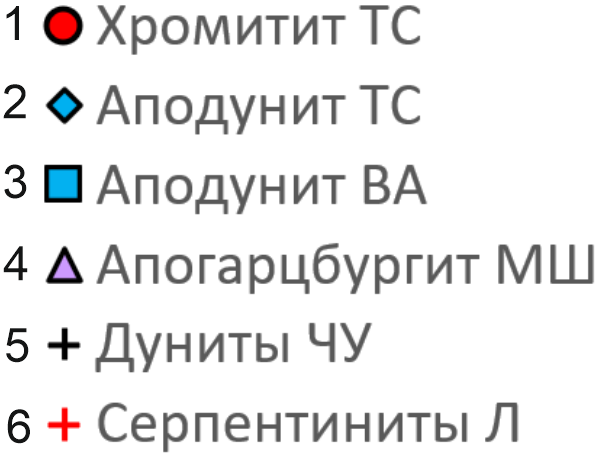 1 Хромитит ТС
2 Аподунит ТС
3 Аподунит ВА
4 Апогарцбургит МШ
5 Дуниты ЧУ
6 Серпентиниты Л